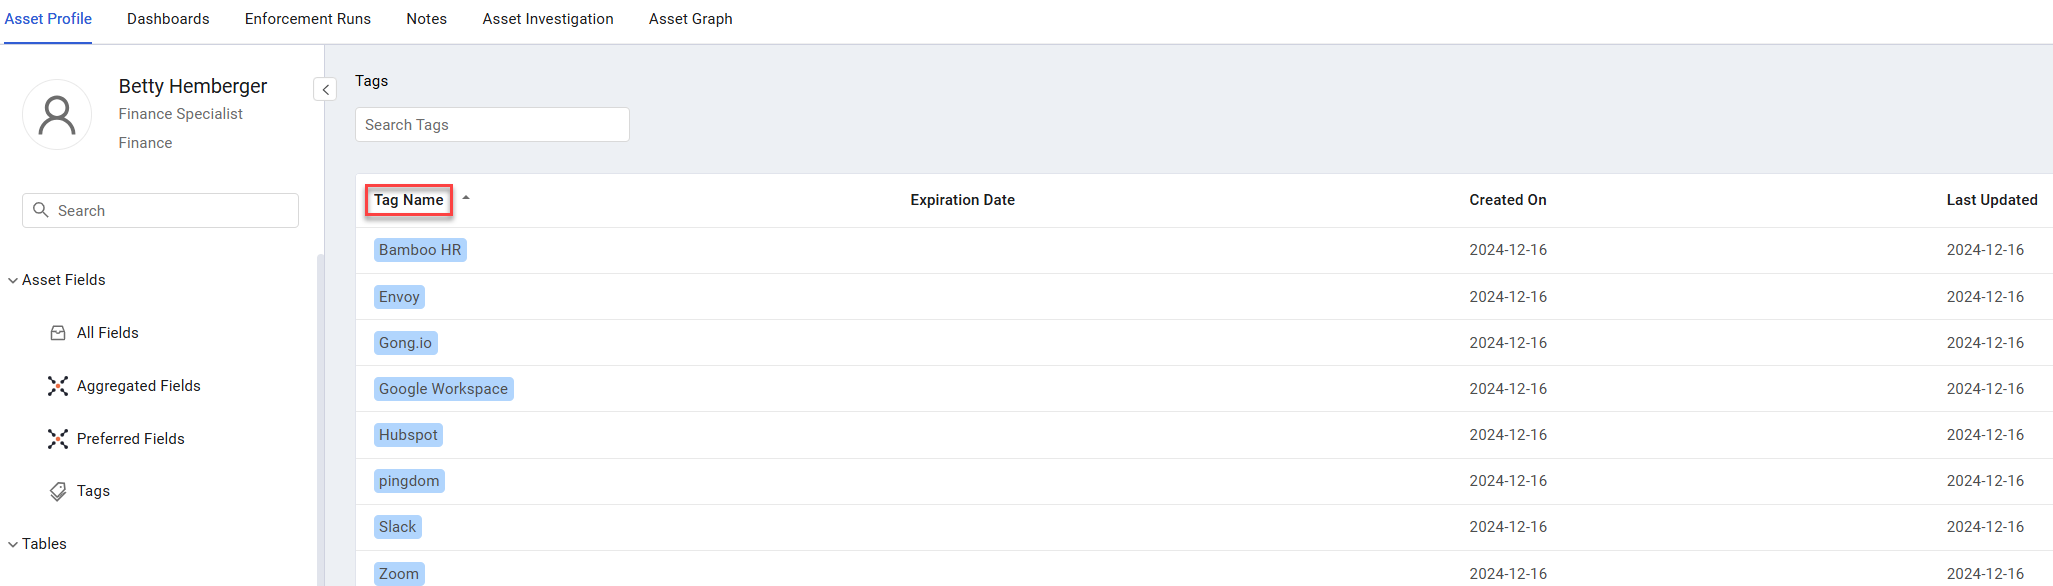 Asset Profile Dashboards Enforcement Runs Notes Asset Investigation Asset Graph
Betty Hemberger
Finance Specialist
Finance
Search
Asset Fields
All Fields
Aggregated Fields
Preferred Fields
Tags
Tables
Tags
Search Tags
Tag Name Expiration Date Created On Last Updated
Bamboo HR 2024-12-16 2024-12-16
Envoy 2024-12-16 2024-12-16
Gong.io 2024-12-16 2024-12-16
Google Workspace 2024-12-16 2024-12-16
Hubspot 2024-12-16 2024-12-16
pingdom 2024-12-16 2024-12-16
Slack 2024-12-16 2024-12-16
Zoom 2024-12-16 2024-12-16